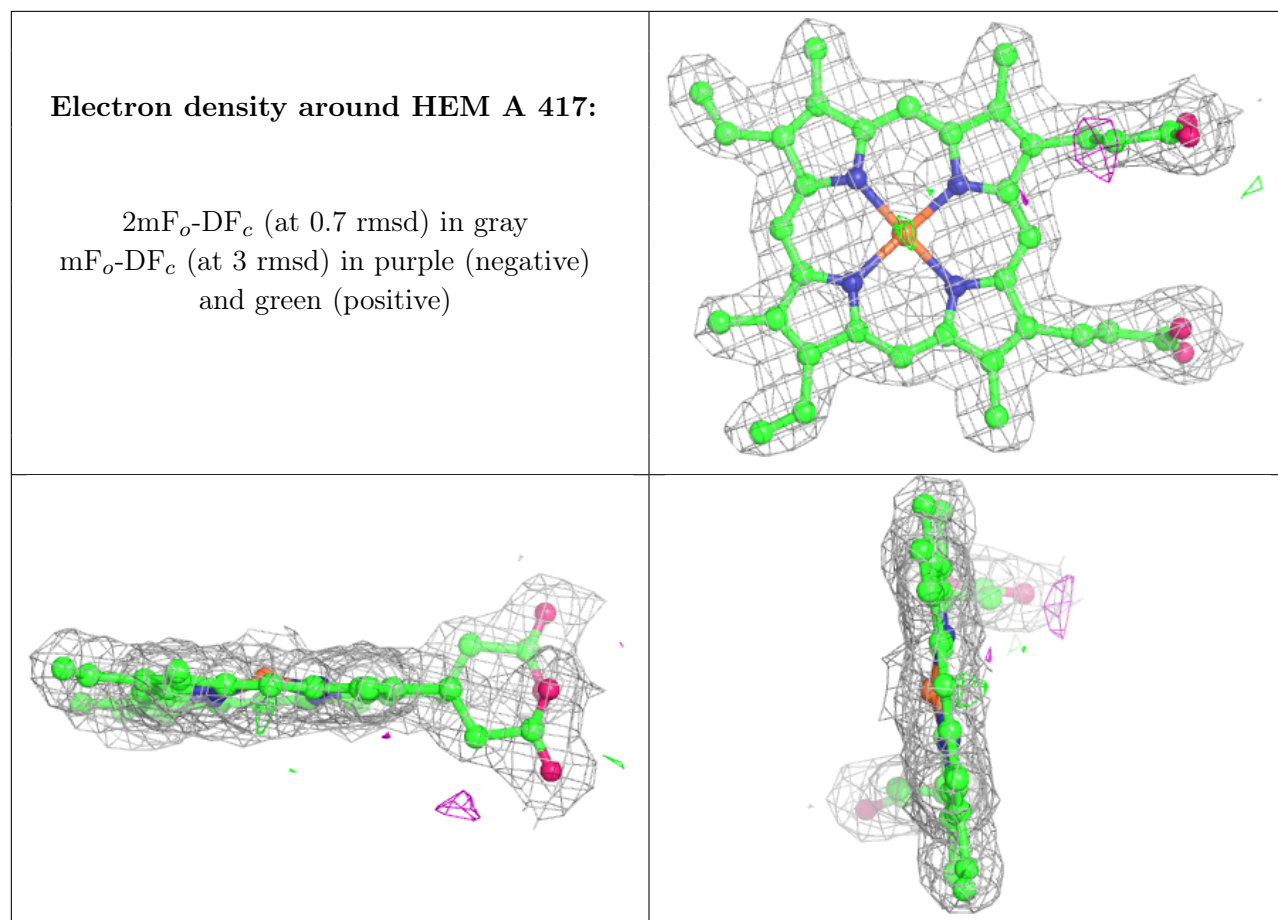 Electron density around HEM A 417:
2mFo-DFc (at 0.7 rmsd) in gray
mFo-DFc (at 3 rmsd) in purple (negative)
and green (positive)